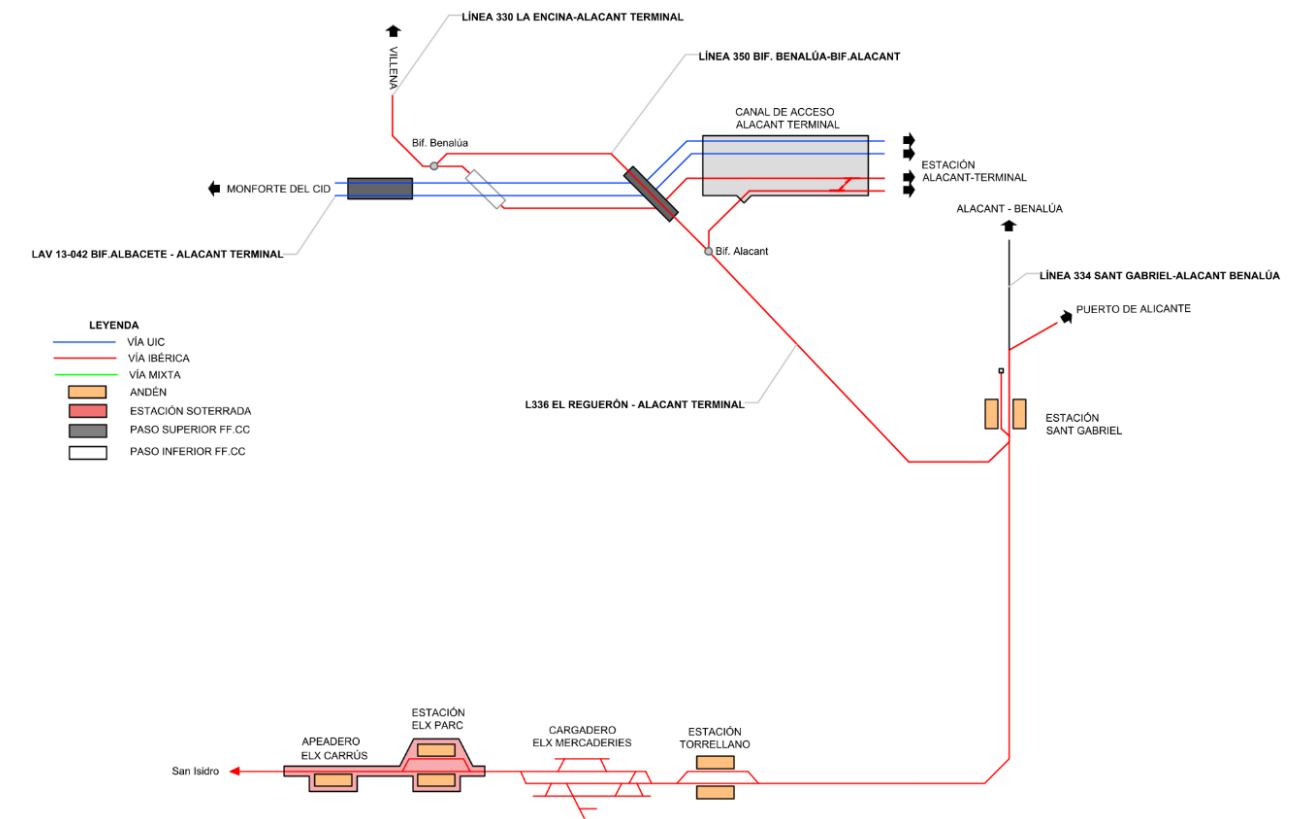 LÍNEA 330 LA ENCINA-ALACANT TERMINAL
VILLENA
LÍNEA 350 BIF. BENALÚA-BIF.ALACANT
CANAL DE ACCESO
ALACANT TERMINAL
Bif. Benalúa
ESTACIÓN
ALACANT-TERMINAL
MONFORTE DEL CID
ALACANT - BENALÚA
LAV 13-042 BIF.ALBACETE - ALACANT TERMINAL
Bif. Alacant
LÍNEA 334 SANT GABRIEL-ALACANT BENALÚA
PUERTO DE ALICANTE
LEYENDA
VÍA UIC
VÍA IBÉRICA
VÍA MIXTA
ANDÉN
ESTACIÓN SOTERRADA
PASO SUPERIOR FF.CC
PASO INFERIOR FF.CC
L336 EL REGUERÓN - ALACANT TERMINAL
ESTACIÓN
SANT GABRIEL
APEADERO
ELX CARRÚS
ESTACIÓN
ELX PARC
CARGADERO
ELX MERCADERIES
ESTACIÓN
TORRELLANO
San Isidro